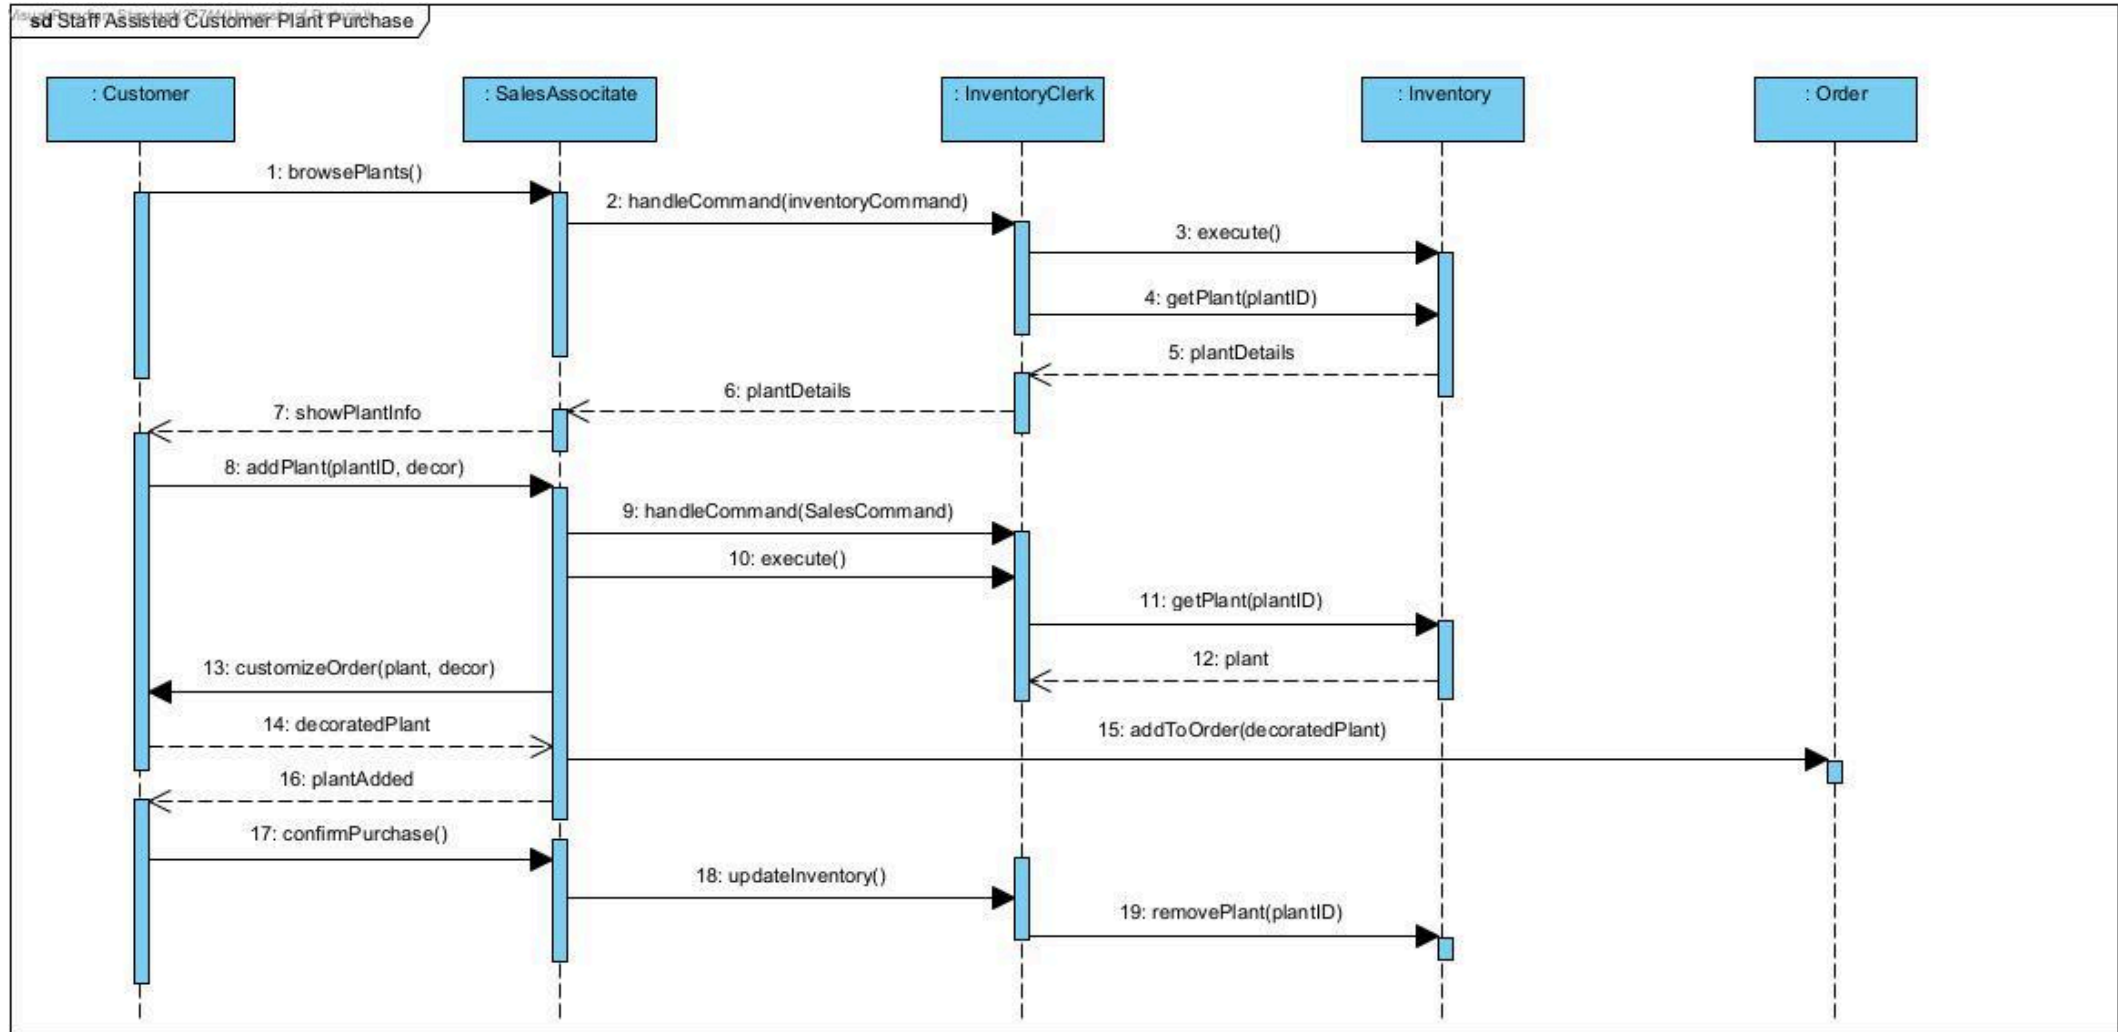 sd Staff Assisted Customer Plant Purchase
: Customer
: SalesAssocitate
: InventoryClerk
: Inventory
: Order
1: browsePlants()
2: handleCommand(inventoryCommand)
3: execute()
4: getPlant(plantID)
5: plantDetails
6: plantDetails
7: showPlantInfo
8: addPlant(plantID, decor)
9: handleCommand(SalesCommand)
10: execute()
11: getPlant(plantID)
12: plant
13: customizeOrder(plant, decor)
14: decoratedPlant
15: addToOrder(decoratedPlant)
16: plantAdded
17: confirmPurchase()
18: updateInventory()
19: removePlant(plantID)